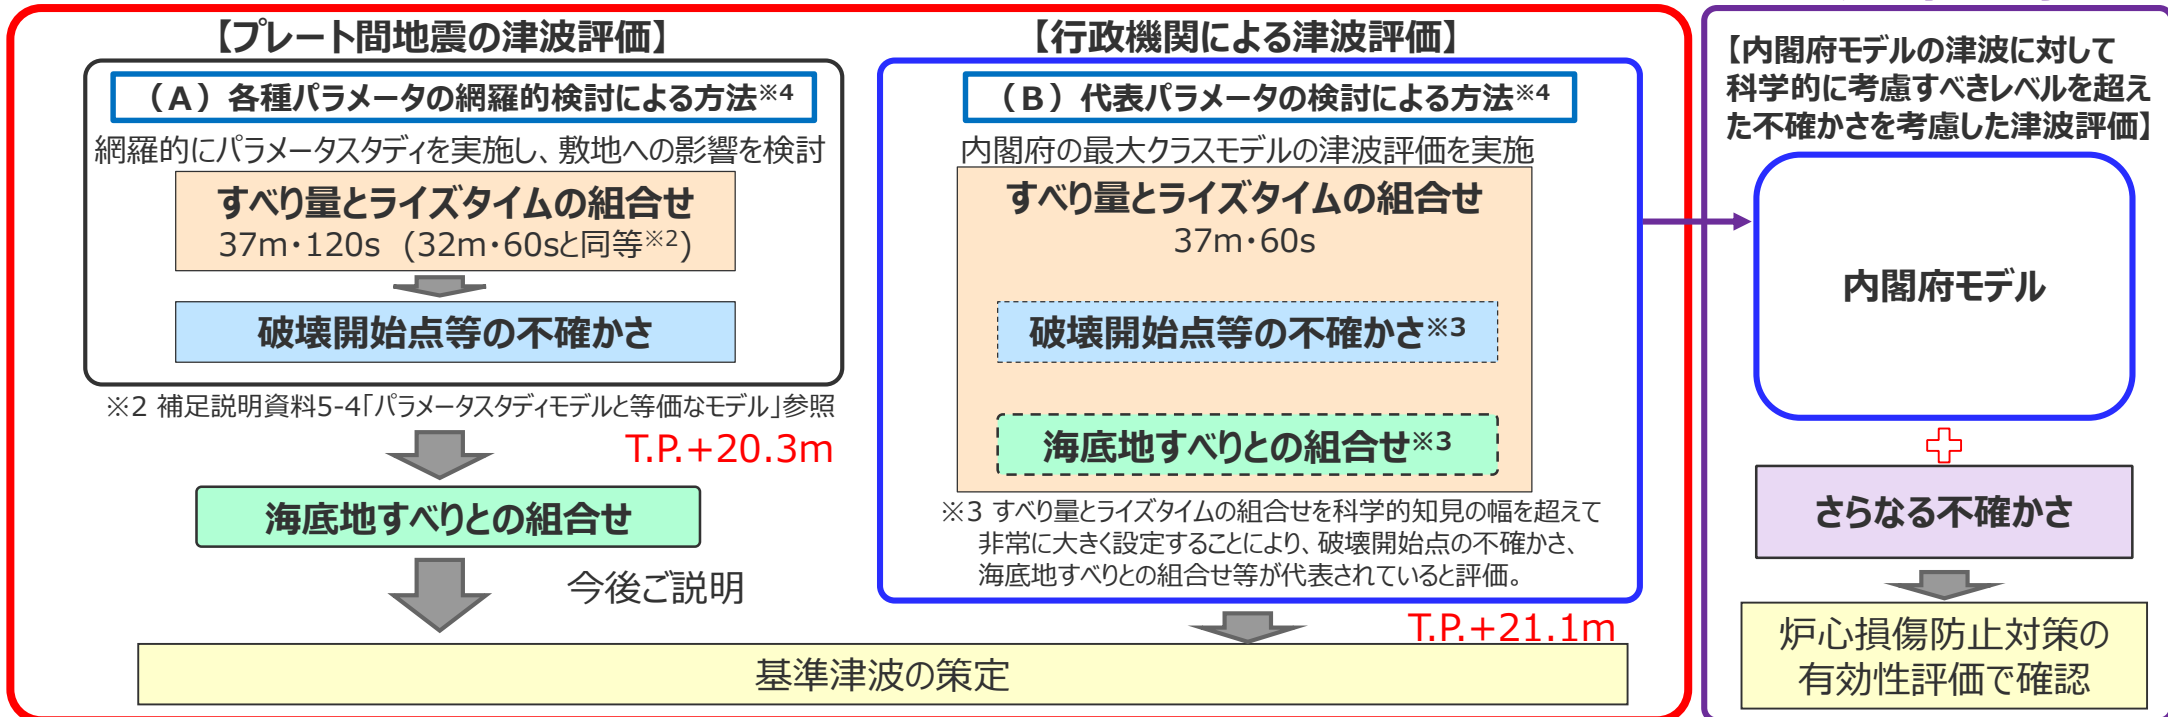 【プレート間地震の津波評価】
（A）各種パラメータの網羅的検討による方法※4
網羅的にパラメータスタディを実施し、敷地への影響を検討
すべり量とライズタイムの組合せ
37m・120s (32m・60sと同等※2)
破壊開始点等の不確かさ
※2 補足説明資料5-4「パラメータスタディモデルと等価なモデル」参照
T.P.+20.3m
海底地すべりとの組合せ
今後ご説明
【行政機関による津波評価】
（B）代表パラメータの検討による方法※4
内閣府の最大クラスモデルの津波評価を実施
すべり量とライズタイムの組合せ
37m・60s
破壊開始点等の不確かさ※3
海底地すべりとの組合せ※3
※3 すべり量とライズタイムの組合せを科学的知見の幅を超えて
非常に大きく設定することにより、破壊開始点の不確かさ、
海底地すべりとの組合せ等が代表されていると評価。
T.P.+21.1m
基準津波の策定
【内閣府モデルの津波に対して
科学的に考慮すべきレベルを超え
た不確かさを考慮した津波評価】
内閣府モデル
さらなる不確かさ
炉心損傷防止対策の
有効性評価で確認